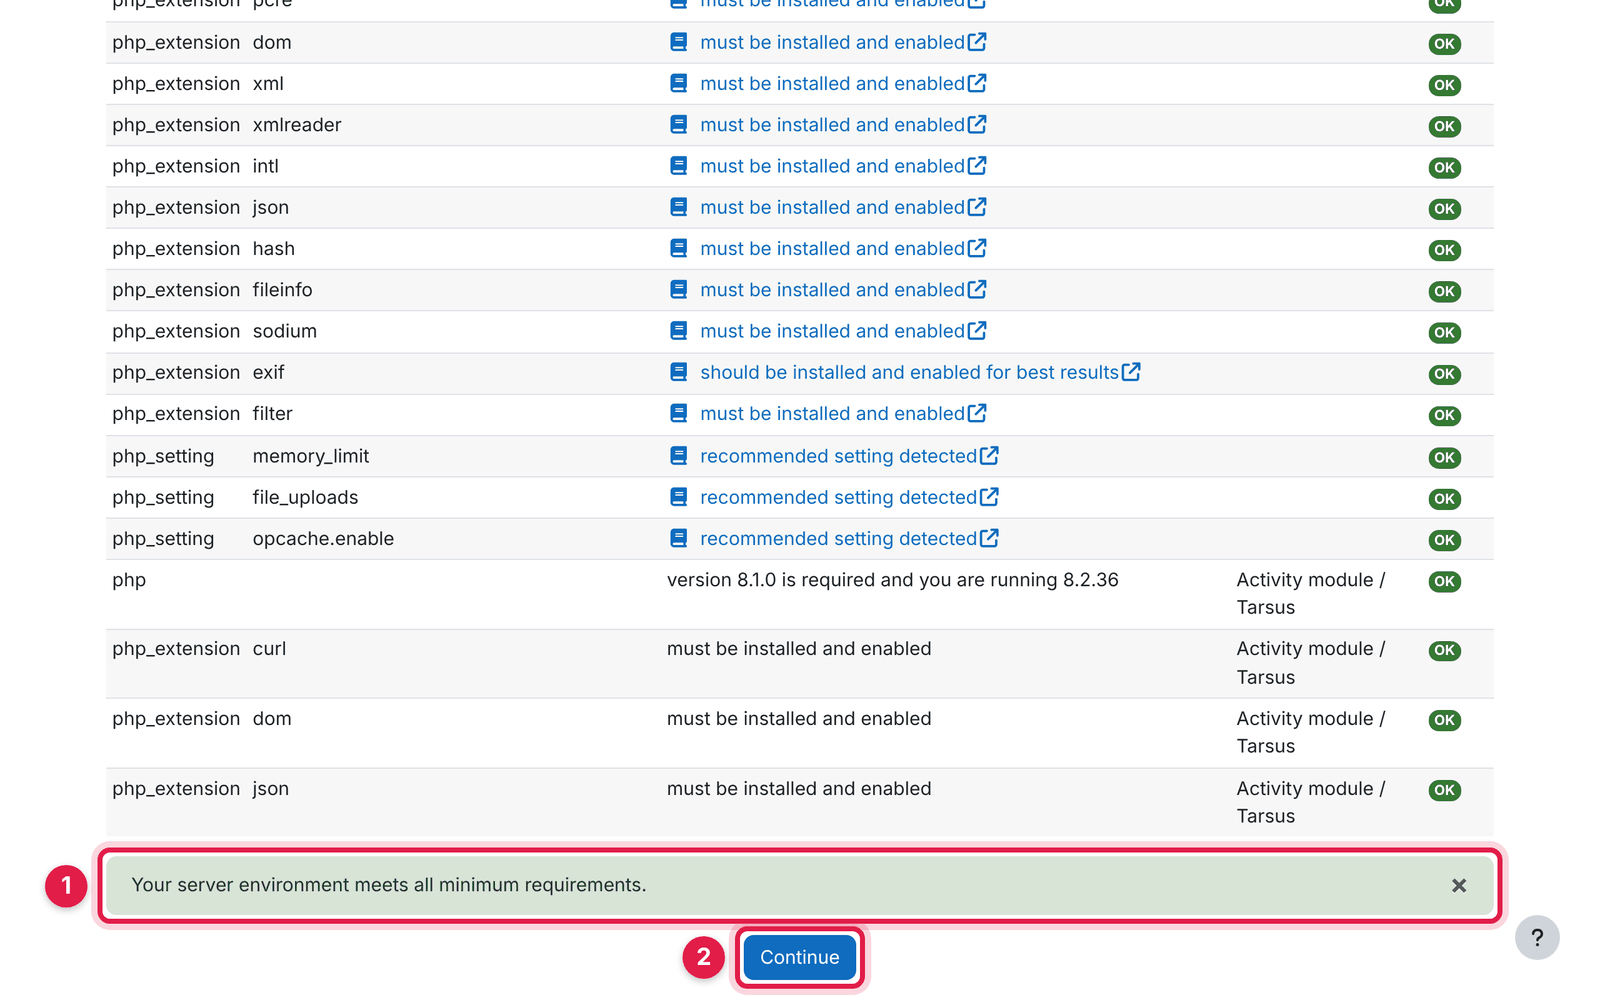 php_extension pcre must be installed and enabled OK
php_extension dom must be installed and enabled OK
php_extension xml must be installed and enabled OK
php_extension xmlreader must be installed and enabled OK
php_extension intl must be installed and enabled OK
php_extension json must be installed and enabled OK
php_extension hash must be installed and enabled OK
php_extension fileinfo must be installed and enabled OK
php_extension sodium must be installed and enabled OK
php_extension exif should be installed and enabled for best results OK
php_extension filter must be installed and enabled OK
php_setting memory_limit recommended setting detected OK
php_setting file_uploads recommended setting detected OK
php_setting opcache.enable recommended setting detected OK
php version 8.1.0 is required and you are running 8.2.36 Activity module / OK
Tarsus
php_extension curl must be installed and enabled Activity module / OK
Tarsus
php_extension dom must be installed and enabled Activity module / OK
Tarsus
php_extension json must be installed and enabled Activity module / OK
Tarsus
1 Your server environment meets all minimum requirements. ×
2 Continue
?